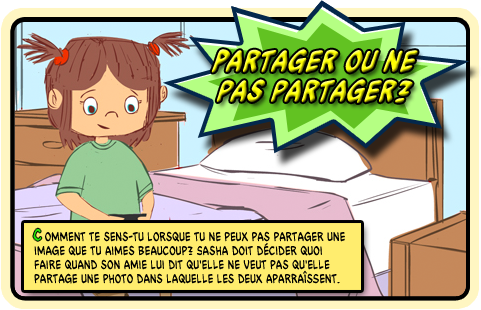 PARTAGER OU NE
PAS PARTAGER?
COMMENT TE SENS-TU LORSQUE TU NE PEUX PAS PARTAGER UNE
IMAGE QUE TU AIMES BEAUCOUP? SASHA DOIT DÉCIDER QUOI
FAIRE QUAND SON AMIE LUI DIT QU'ELLE NE VEUT PAS QU'ELLE
PARTAGE UNE PHOTO DANS LAQUELLE LES DEUX APARRAÎSSENT.